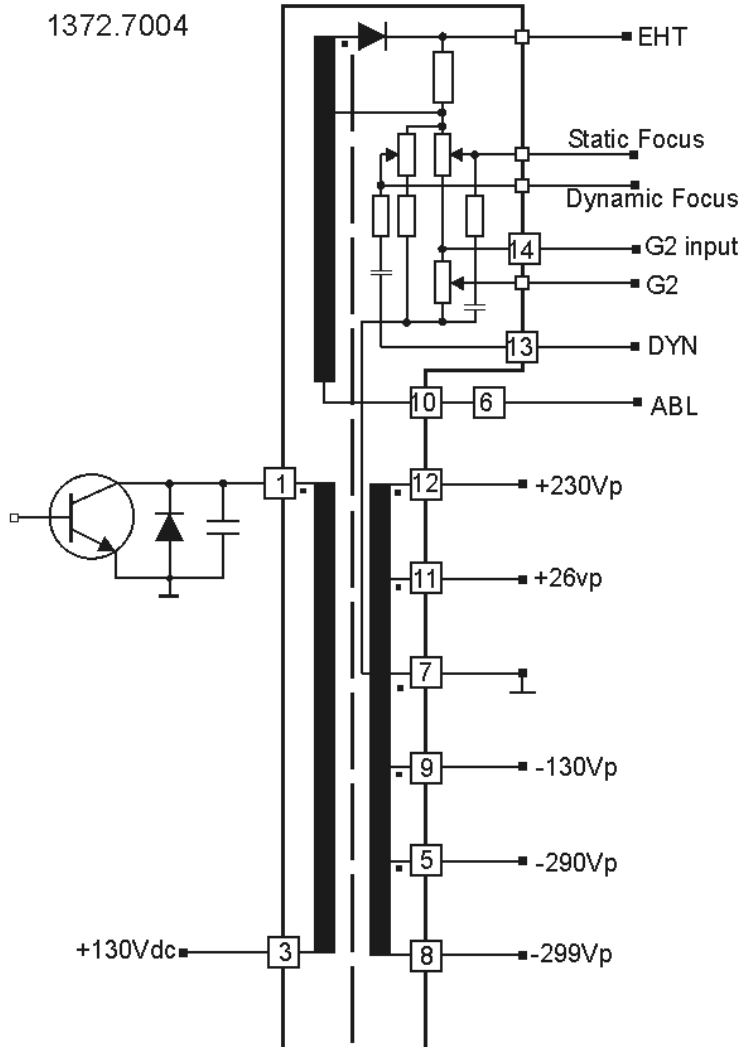 1372.7004
EHT
Static Focus
Dynamic Focus
14
G2 input
G2
13
DYN
10
6
ABL
1
12
+230Vp
11
+26vp
7
9
-130Vp
5
-290Vp
+130Vdc
3
8
-299Vp